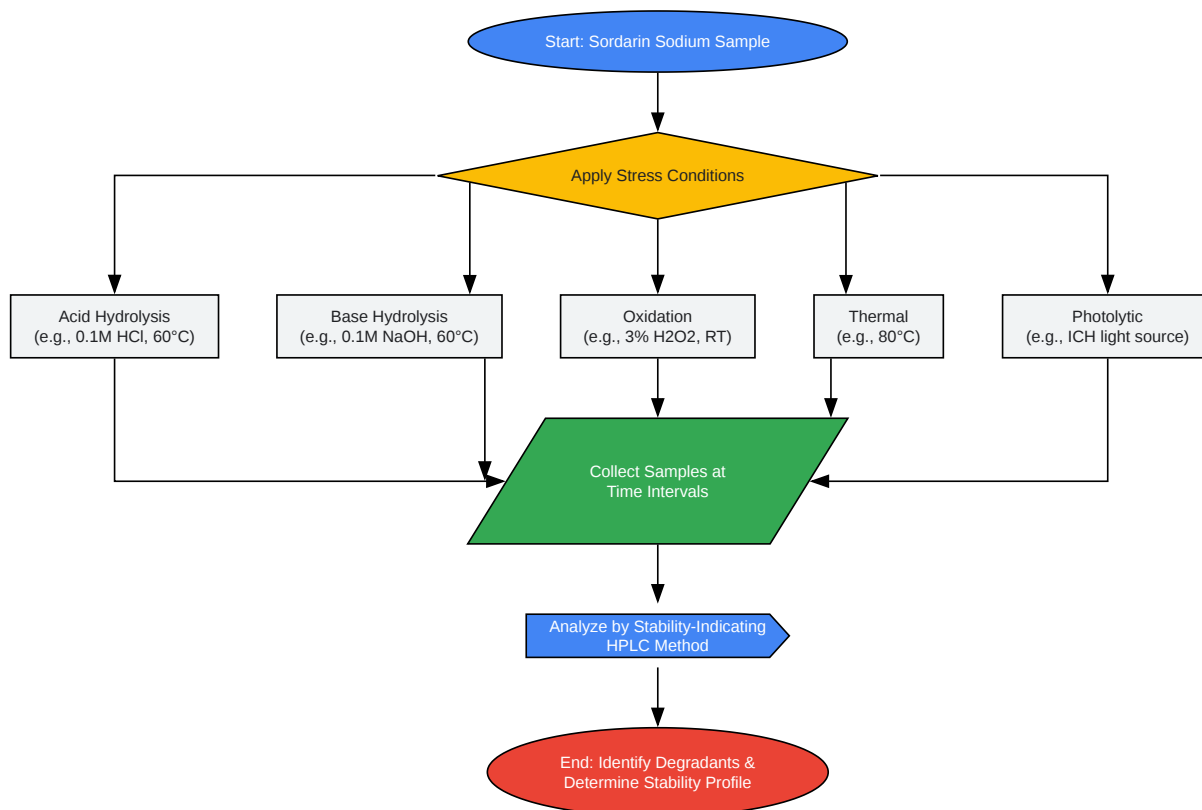 Start: Sordarin Sodium Sample
Apply Stress Conditions
Acid Hydrolysis
(e.g., 0.1M HCl, 60°C)
Base Hydrolysis
(e.g., 0.1M NaOH, 60°C)
Oxidation
(e.g., 3% H2O2, RT)
Thermal
(e.g., 80°C)
Photolytic
(e.g., ICH light source)
Collect Samples at
Time Intervals
Analyze by Stability-Indicating
HPLC Method
End: Identify Degradants &
Determine Stability Profile